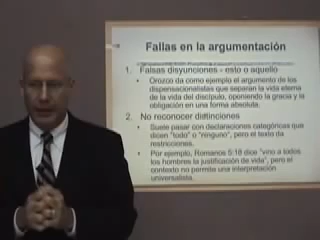 Fallas en la argumentación
1. Falsas disyunciones - esto o aquello
• Orozco da como ejemplo el argumento de los
dispensacionalistas que separan la vida eterna
de la vida del discípulo, oponiendo la gracia y la
obligación en una forma absoluta.
2. No reconocer distinciones
• Suele pasar con declaraciones categóricas que
dicen "todo" o "ninguno", pero el texto da
restricciones.
• Por ejemplo, Romanos 5:18 dice "vino a todos
los hombres la justificación de vida", pero el
contexto no permite una interpretación
universalista.